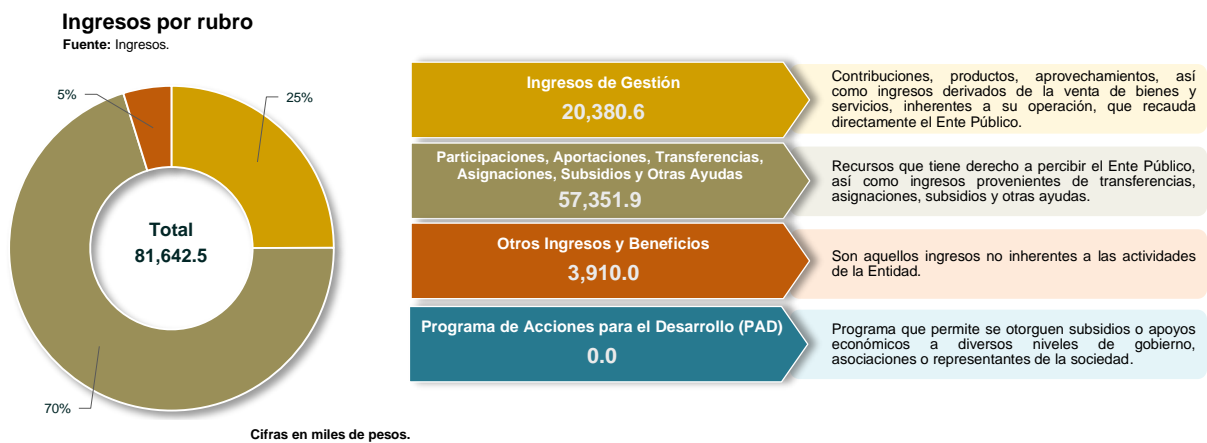 Ingresos por rubro
Fuente: Ingresos.
5%
25%
70%
Total
81,642.5
Ingresos de Gestión
20,380.6
Contribuciones, productos, aprovechamientos, así
como ingresos derivados de la venta de bienes y
servicios, inherentes a su operación, que recauda
directamente el Ente Público.
Participaciones, Aportaciones, Transferencias,
Asignaciones, Subsidios y Otras Ayudas
57,351.9
Recursos que tiene derecho a percibir el Ente Público,
así como ingresos provenientes de transferencias,
asignaciones, subsidios y otras ayudas.
Otros Ingresos y Beneficios
3,910.0
Son aquellos ingresos no inherentes a las actividades
de la Entidad.
Programa de Acciones para el Desarrollo (PAD)
0.0
Programa que permite se otorguen subsidios o apoyos
económicos a diversos niveles de gobierno,
asociaciones o representantes de la sociedad.
Cifras en miles de pesos.